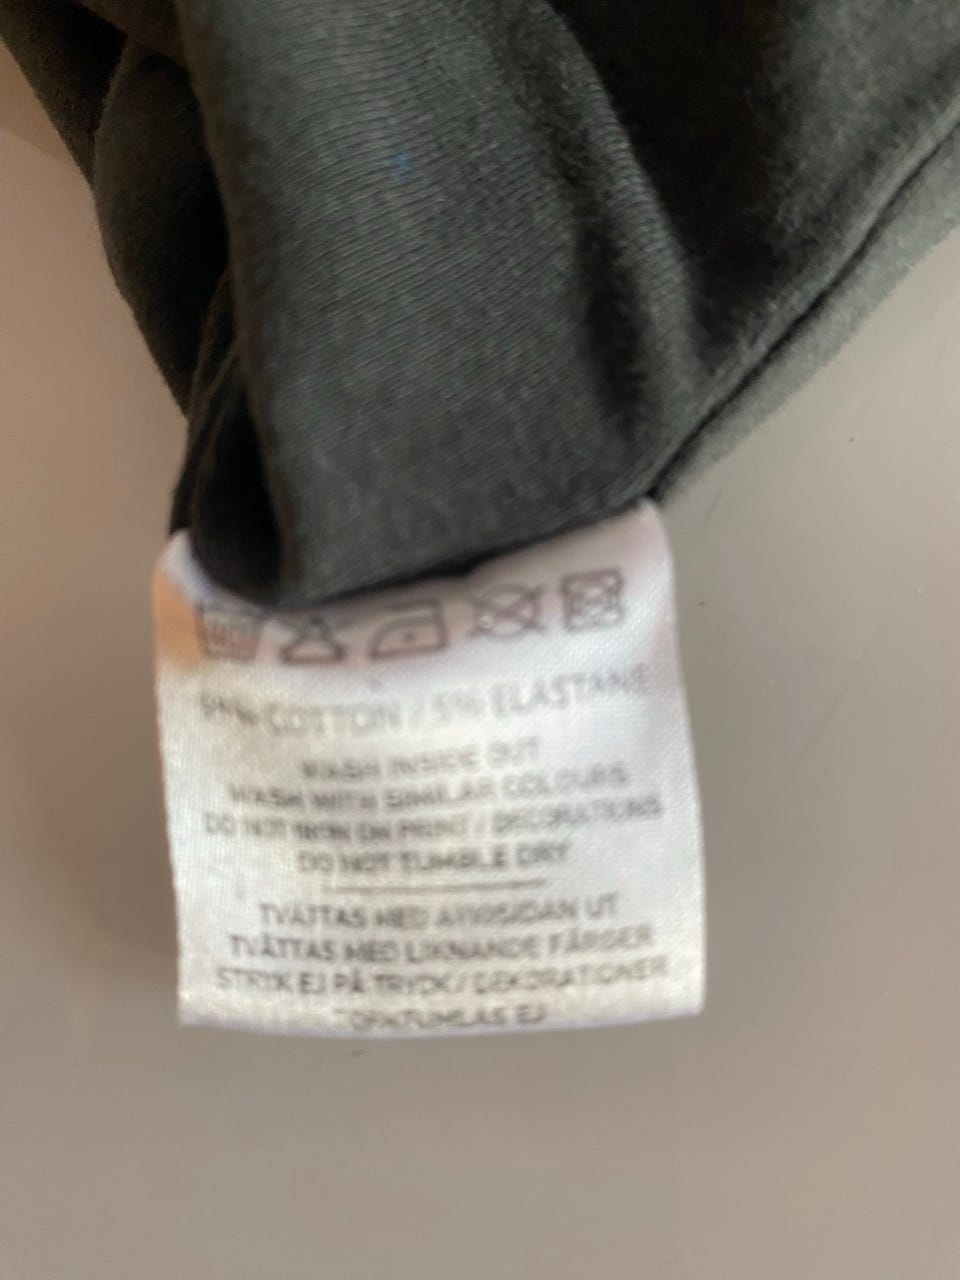 40
95% COTTON / 5% ELASTANE
WASH INSIDE OUT
WASH WITH SIMILAR COLOURS
DO NOT IRON ON PRINT / DECORATIONS
DO NOT TUMBLE DRY
TVÄTTAS MED AVIGSIDAN UT
TVÄTTAS MED LIKNANDE FÄRGER
STRYK EJ PÅ TRYCK / DEKORATIONER
TORKTUMLAS EJ